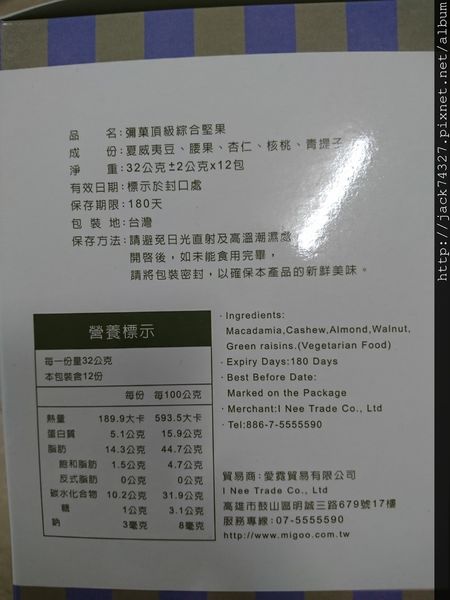 品 名:彌菓頂級綜合堅果
成 份:夏威夷豆、腰果、杏仁、核桃、青提子
淨 重:32公克±2公克×12包
有效日期:標示於封口處
保存期限:180天
包 裝 地:台灣
保存方法:請避免日光直射及高溫潮濕處
開啓後,如未能食用完畢,
請將包裝密封,以確保本產品的新鮮美味。
營養標示
每一份量32公克
本包裝含12份
每份 每100公克
熱量 189.9大卡 593.5大卡
蛋白質 5.1公克 15.9公克
脂肪 14.3公克 44.7公克
飽和脂肪 1.5公克 4.7公克
反式脂肪 0公克 0公克
碳水化合物 10.2公克 31.9公克
糖 1公克 3.1公克
鈉 3毫克 8毫克
·Ingredients:
Macadamia,Cashew,Almond,Walnut,
Green raisins.(Vegetarian Food)
·Expiry Days:180 Days
·Best Before Date:
Marked on the Package
·Merchant:I Nee Trade Co., Ltd
·Tel:886-7-5555590
貿易商:愛霓貿易有限公司
I Nee Trade Co., Ltd
高雄市鼓山區明誠三路679號17樓
服務專線:07-5555590
http://www.migoo.com.tw
http://jack74327.pixnet.net/album